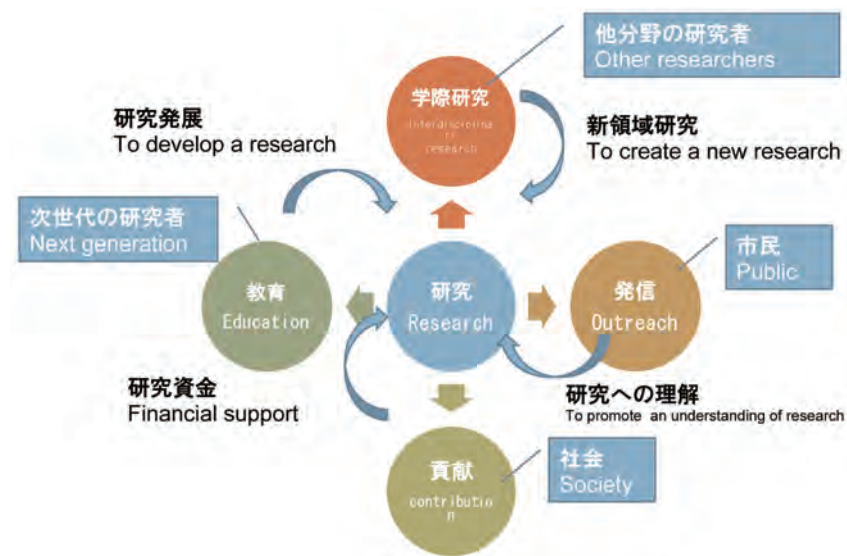 他分野の研究者
Other researchers
学際研究
interdisciplina
ry
research
研究発展
To develop a research
新領域研究
To create a new research
次世代の研究者
Next generation
市民
Public
教育
Education
研究
Research
発信
Outreach
研究資金
Financial support
研究への理解
To promote an understanding of research
貢献
contributio
n
社会
Society